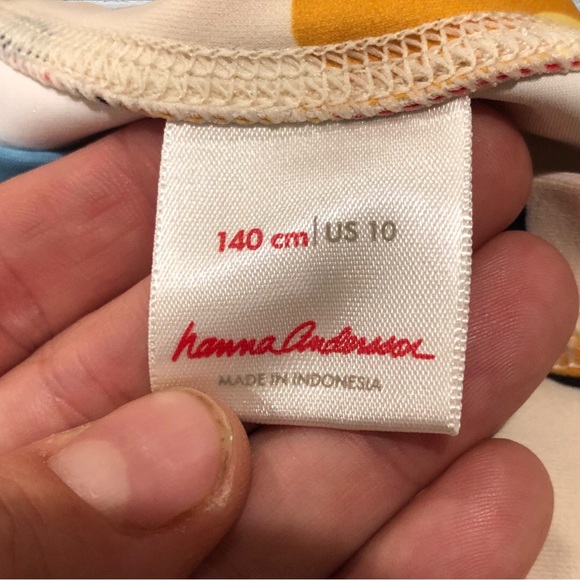 140 cm | US 10
hanna andersson
MADE IN INDONESIA